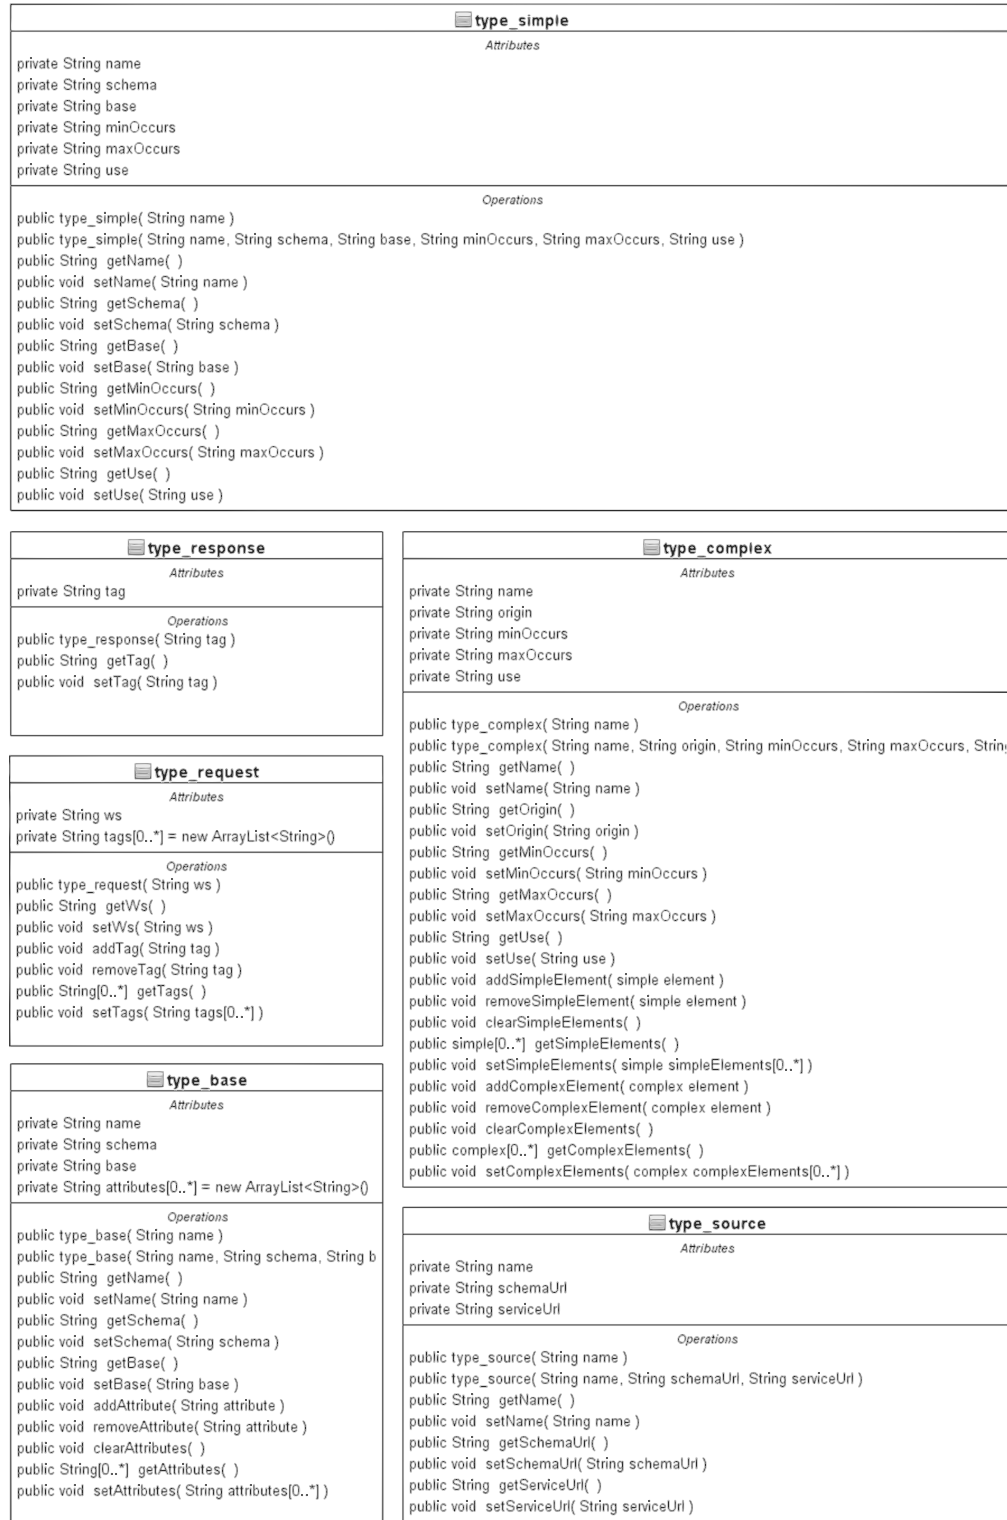 type_simple
Attributes
private String name
private String schema
private String base
private String minOccurs
private String maxOccurs
private String use
Operations
public type_simple( String name )
public type_simple( String name, String schema, String base, String minOccurs, String maxOccurs, String use )
public String getName( )
public void setName( String name )
public String getSchema( )
public void setSchema( String schema )
public String getBase( )
public void setBase( String base )
public String getMinOccurs( )
public void setMinOccurs( String minOccurs )
public String getMaxOccurs( )
public void setMaxOccurs( String maxOccurs )
public String getUse( )
public void setUse( String use )
type_response
Attributes
private String tag
Operations
public type_response( String tag )
public String getTag( )
public void setTag( String tag )
type_request
Attributes
private String ws
private String tags[0..*] = new ArrayList<String>()
Operations
public type_request( String ws )
public String getWs( )
public void setWs( String ws )
public void addTag( String tag )
public void removeTag( String tag )
public String[0..*] getTags( )
public void setTags( String tags[0..*] )
type_base
Attributes
private String name
private String schema
private String base
private String attributes[0..*] = new ArrayList<String>()
Operations
public type_base( String name )
public type_base( String name, String schema, String b
public String getName( )
public void setName( String name )
public String getSchema( )
public void setSchema( String schema )
public String getBase( )
public void setBase( String base )
public void addAttribute( String attribute )
public void removeAttribute( String attribute )
public void clearAttributes( )
public String[0..*] getAttributes( )
public void setAttributes( String attributes[0..*] )
type_complex
Attributes
private String name
private String origin
private String minOccurs
private String maxOccurs
private String use
Operations
public type_complex( String name )
public type_complex( String name, String origin, String minOccurs, String maxOccurs, String
public String getName( )
public void setName( String name )
public String getOrigin( )
public void setOrigin( String origin )
public String getMinOccurs( )
public void setMinOccurs( String minOccurs )
public String getMaxOccurs( )
public void setMaxOccurs( String maxOccurs )
public String getUse( )
public void setUse( String use )
public void addSimpleElement( simple element )
public void removeSimpleElement( simple element )
public void clearSimpleElements( )
public simple[0..*] getSimpleElements( )
public void setSimpleElements( simple simpleElements[0..*] )
public void addComplexElement( complex element )
public void removeComplexElement( complex element )
public void clearComplexElements( )
public complex[0..*] getComplexElements( )
public void setComplexElements( complex complexElements[0..*] )
type_source
Attributes
private String name
private String schemaUrl
private String serviceUrl
Operations
public type_source( String name )
public type_source( String name, String schemaUrl, String serviceUrl )
public String getName( )
public void setName( String name )
public String getSchemaUrl( )
public void setSchemaUrl( String schemaUrl )
public String getServiceUrl( )
public void setServiceUrl( String serviceUrl )